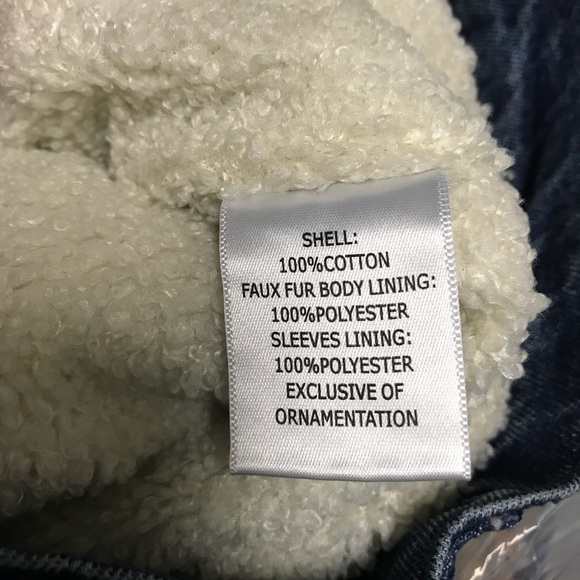 SHELL:
100%COTTON
FAUX FUR BODY LINING:
100%POLYESTER
SLEEVES LINING:
100%POLYESTER
EXCLUSIVE OF
ORNAMENTATION